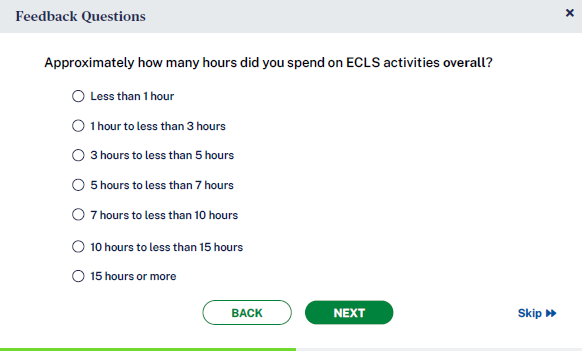 Feedback Questions
×
Approximately how many hours did you spend on ECLS activities overall?
Less than 1 hour
1 hour to less than 3 hours
3 hours to less than 5 hours
5 hours to less than 7 hours
7 hours to less than 10 hours
10 hours to less than 15 hours
15 hours or more
BACK
NEXT
Skip